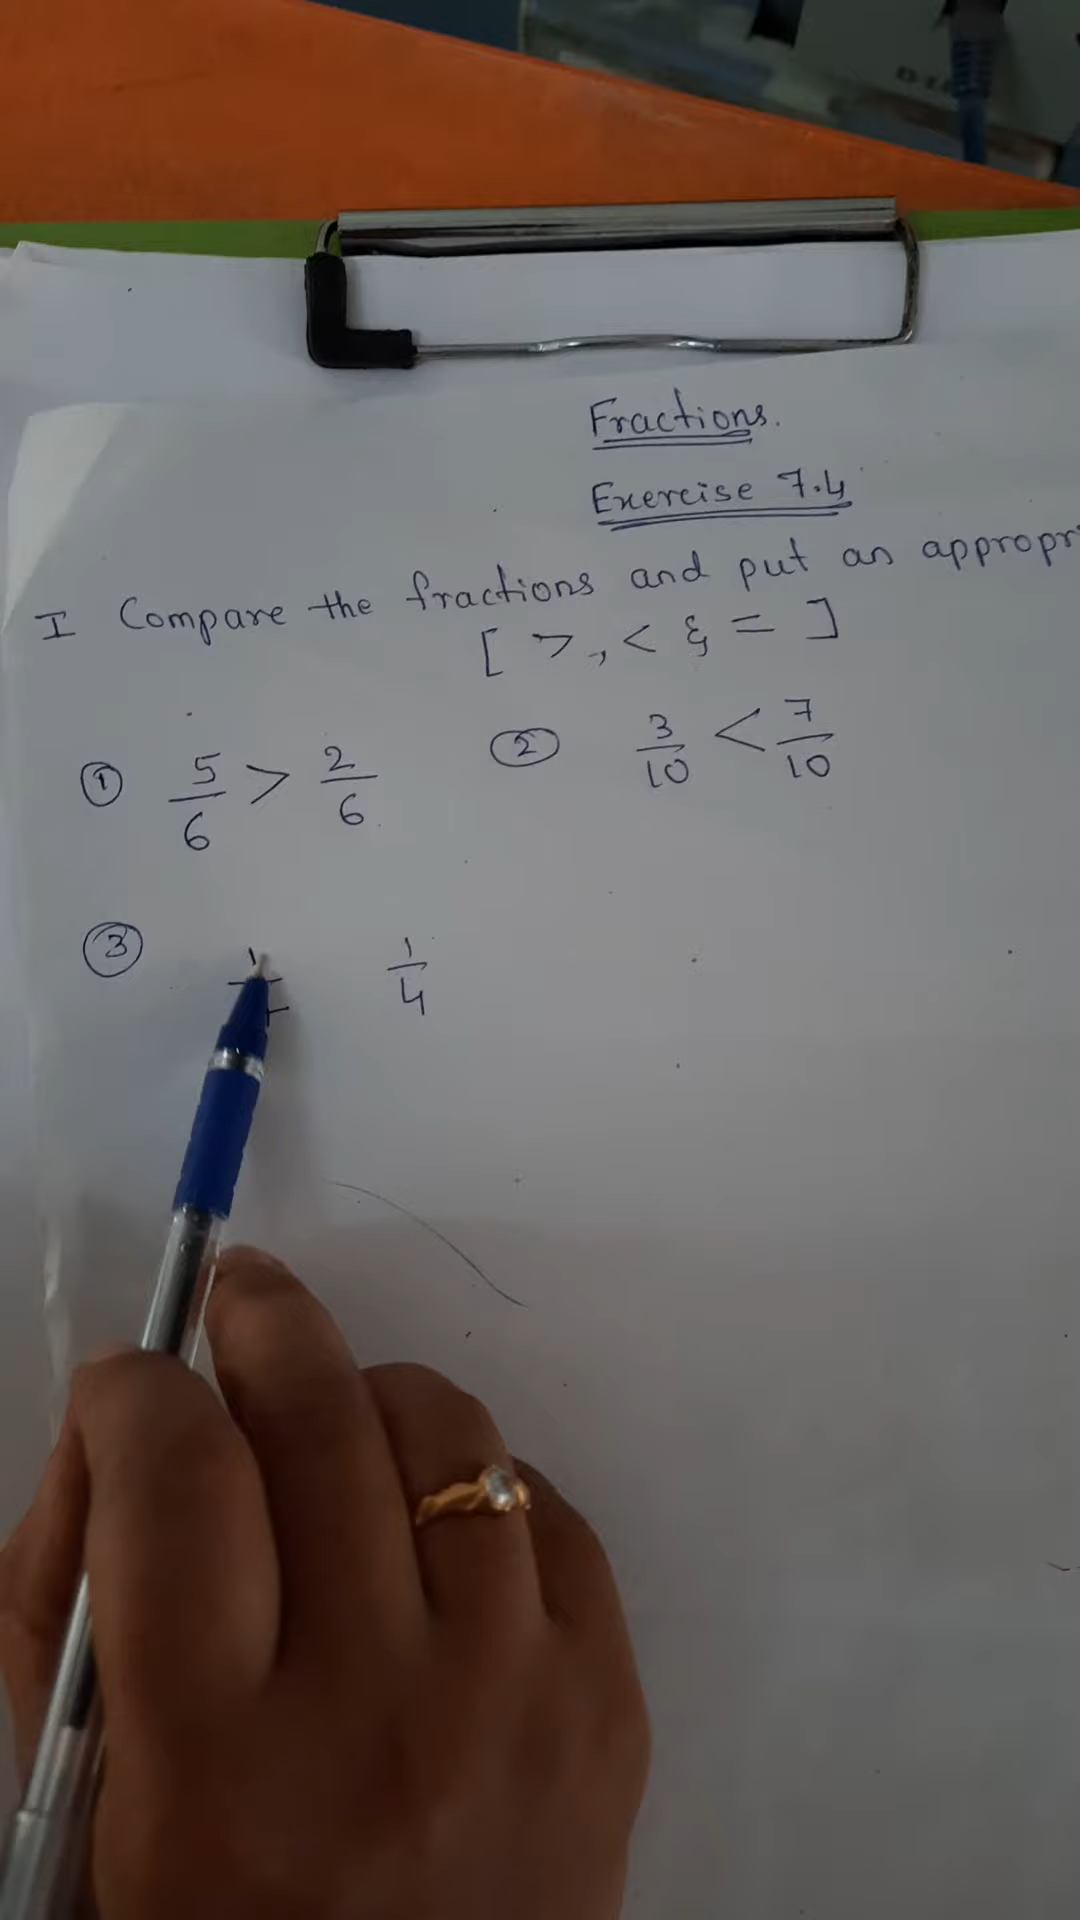 Fractions.
Exercise 7.4
I Compare the fractions and put an
[ >, < & = ]
① 5/6 > 2/6 ② 3/10 < 7/10
③ 1/4